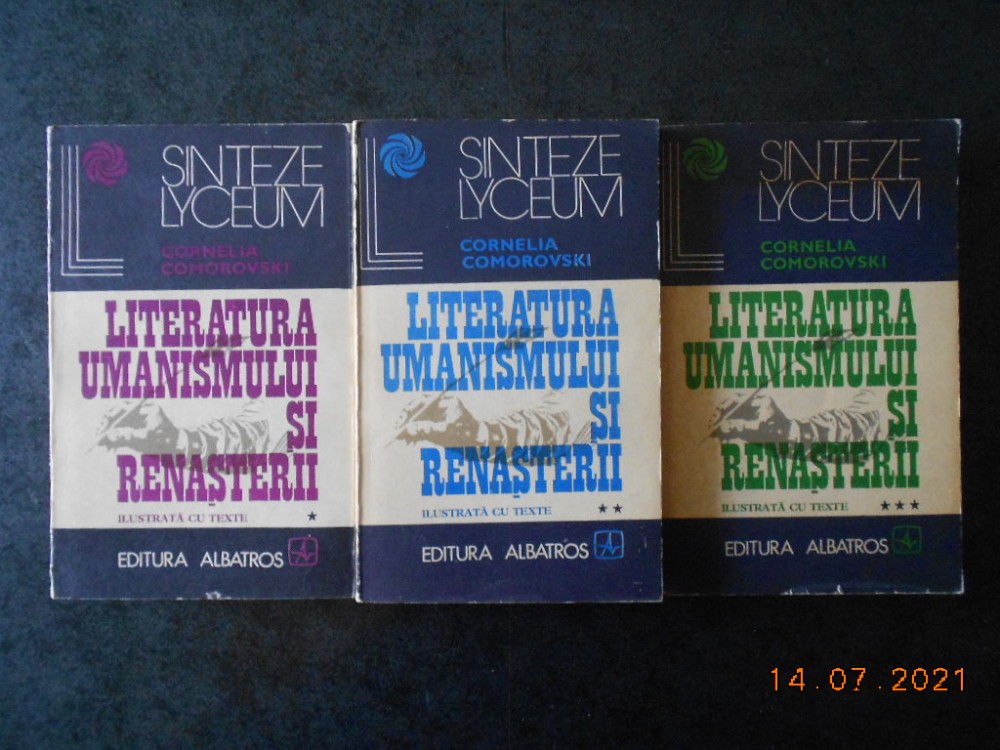 SINTEZE
LYCEUM
CORNELIA
COMOROVSKI
LITERATURA
UMANISMULUI
ȘI
RENAȘTERII
ILUSTRATĂ CU TEXTE ★
EDITURA ALBATROS
SINTEZE
LYCEUM
CORNELIA
COMOROVSKI
LITERATURA
UMANISMULUI
ȘI
RENAȘTERII
ILUSTRATĂ CU TEXTE ★★
EDITURA ALBATROS
SINTEZE
LYCEUM
CORNELIA
COMOROVSKI
LITERATURA
UMANISMULUI
ȘI
RENAȘTERII
ILUSTRATĂ CU TEXTE ★★★
EDITURA ALBATROS
14.07.2021